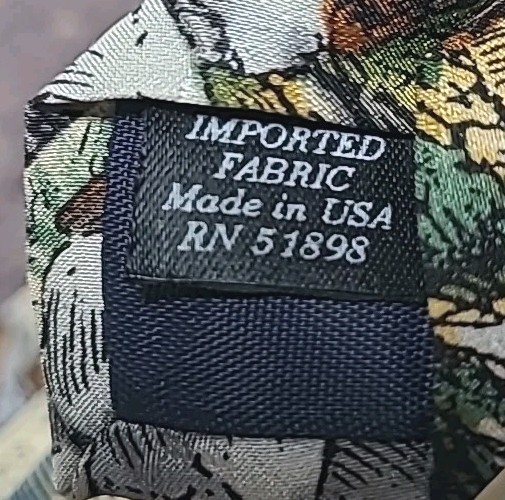 IMPORTED
FABRIC
Made in USA
RN 51898